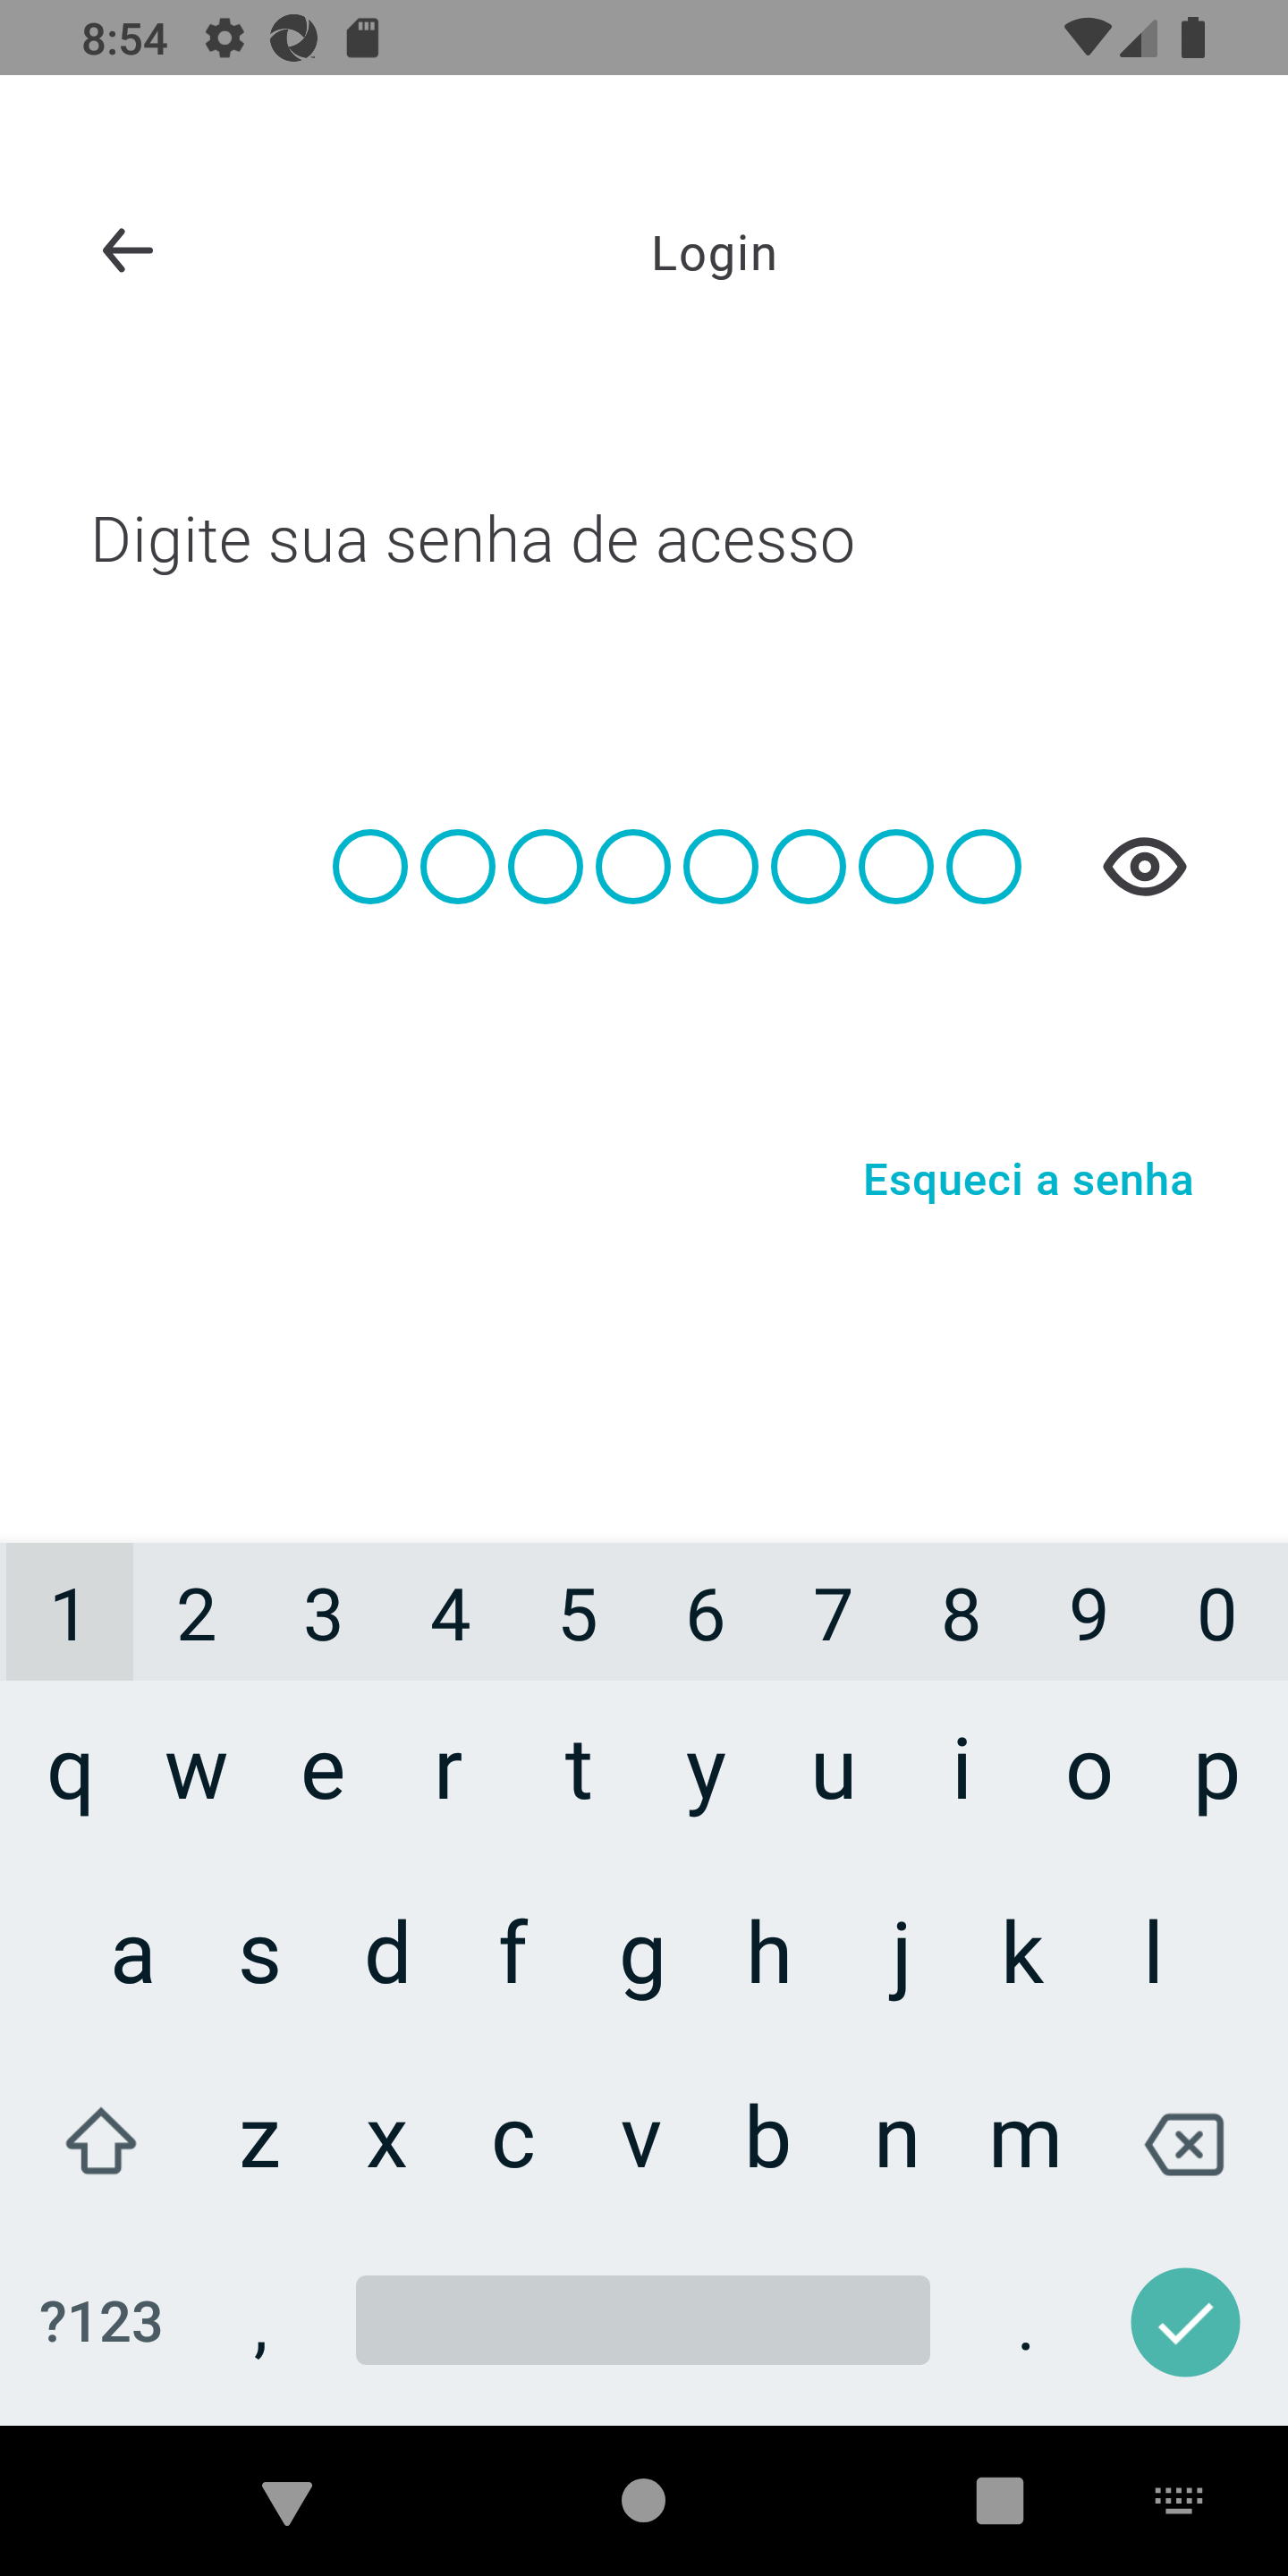 8:54
Login
Digite sua senha de acesso
Esqueci a senha
1 2 3 4 5 6 7 8 9 0
q w e r t y u i o p
a s d f g h j k l
z x c v b n m
?123 , .